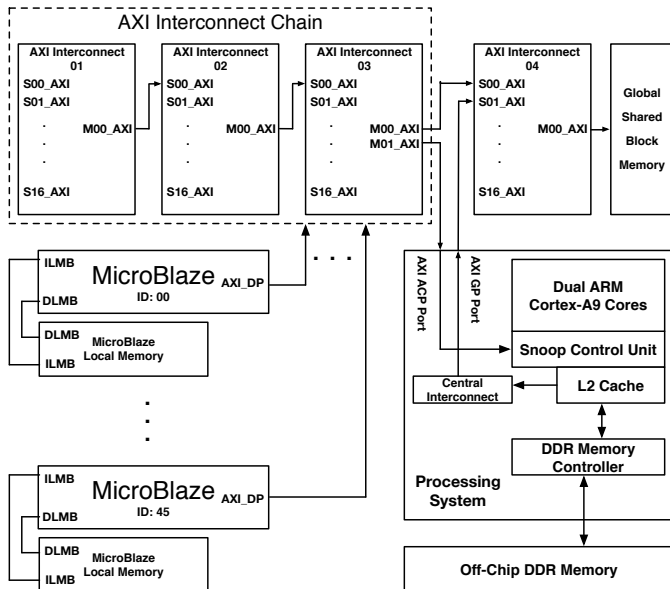 AXI Interconnect Chain
AXI Interconnect
01
S00_AXI
S01_AXI
.
.
M00_AXI
.
.
S16_AXI
AXI Interconnect
02
S00_AXI
S01_AXI
.
.
M00_AXI
.
.
S16_AXI
AXI Interconnect
03
S00_AXI
S01_AXI
.
.
M00_AXI
M01_AXI
.
.
S16_AXI
AXI Interconnect
04
S00_AXI
S01_AXI
.
.
M00_AXI
.
.
S16_AXI
Global
Shared
Block
Memory
ILMB
DLMB
MicroBlaze
ID: 00
AXI_DP
DLMB
ILMB
MicroBlaze
Local Memory
. . .
.
.
.
ILMB
DLMB
MicroBlaze
ID: 45
AXI_DP
DLMB
ILMB
MicroBlaze
Local Memory
AXI ACP Port
AXI GP Port
Dual ARM
Cortex-A9 Cores
Snoop Control Unit
L2 Cache
Central
Interconnect
DDR Memory
Controller
Processing
System
Off-Chip DDR Memory